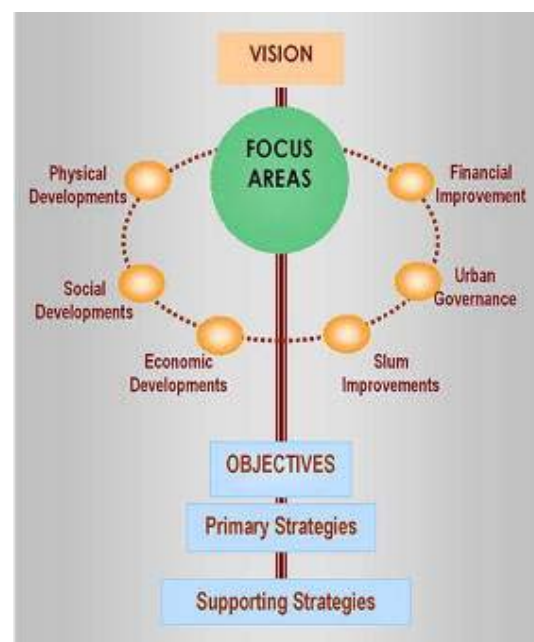 VISION
FOCUS
AREAS
Physical
Developments
Financial
Improvement
Social
Developments
Urban
Governance
Economic
Developments
Slum
Improvements
OBJECTIVES
Primary Strategies
Supporting Strategies